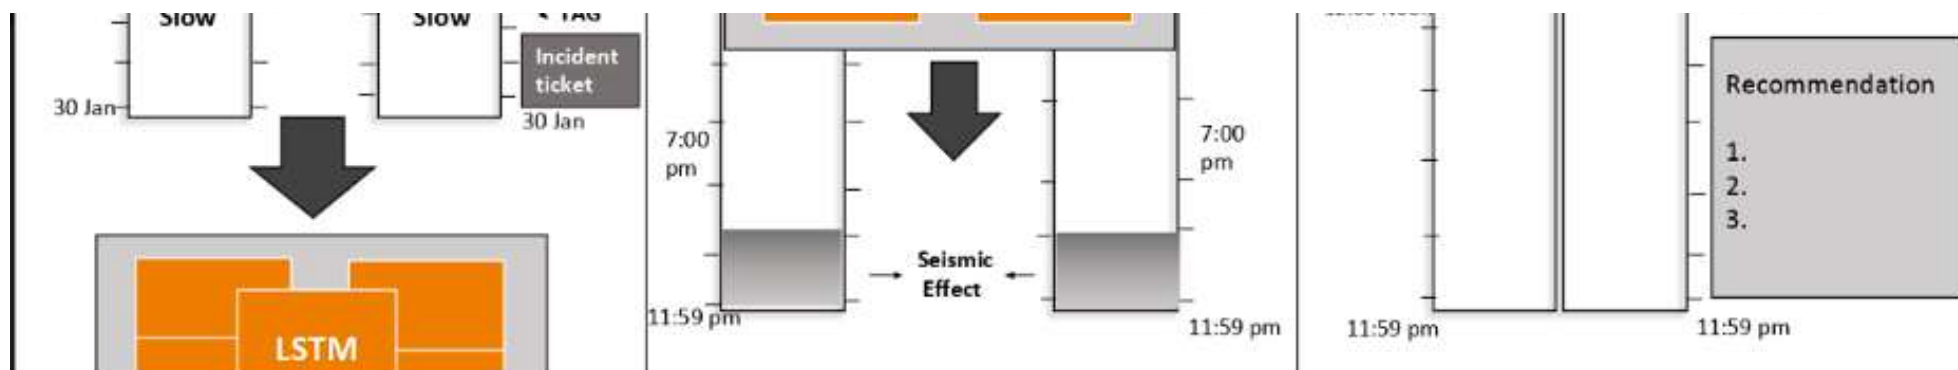 Slow
Slow
TAG
Incident
ticket
30 Jan
30 Jan
LSTM
7:00
pm
7:00
pm
Seismic
Effect
11:59 pm
11:59 pm
Recommendation
1.
2.
3.
11:59 pm
11:59 pm